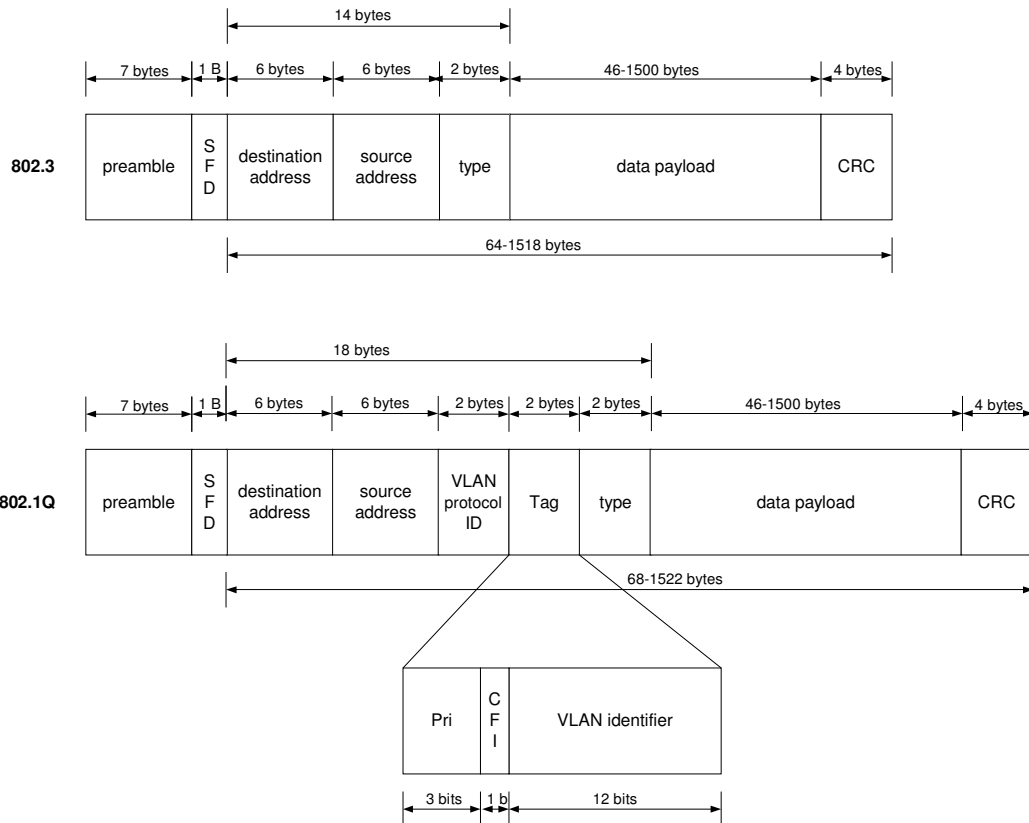 14 bytes
7 bytes 1 B 6 bytes 6 bytes 2 bytes 46-1500 bytes 4 bytes
802.3
preamble
S
F
D
destination
address
source
address
type
data payload
CRC
64-1518 bytes
18 bytes
7 bytes 1 B 6 bytes 6 bytes 2 bytes 2 bytes 2 bytes 46-1500 bytes 4 bytes
802.1Q
preamble
S
F
D
destination
address
source
address
VLAN
protocol
ID
Tag
type
data payload
CRC
68-1522 bytes
Pri
C
F
I
VLAN identifier
3 bits 1 b 12 bits